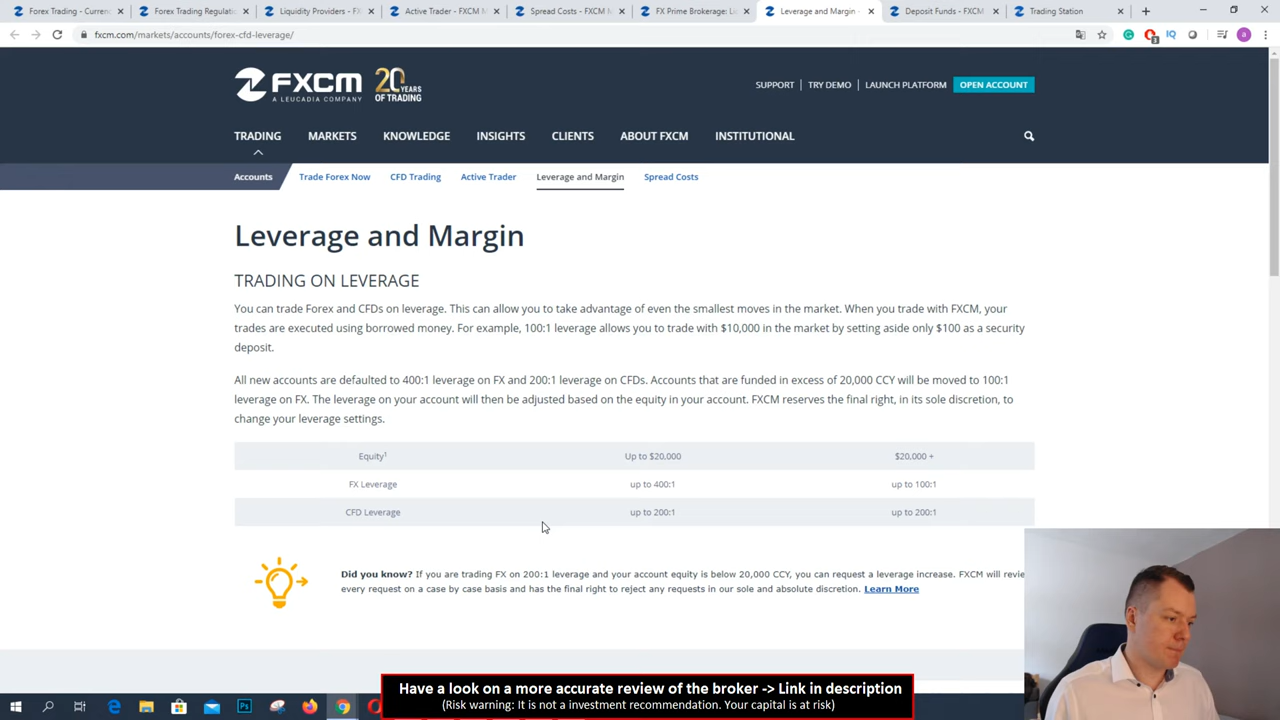 Forex Trading - Curren
Forex Trading Regulati
Liquidity Providers - FX
Active Trader - FXCM M
Spread Costs - FXCM M
FX Prime Brokerage: Li
Leverage and Margin -
Deposit Funds - FXCM
Trading Station
fxcm.com/markets/accounts/forex-cfd-leverage/
FXCM
A LEUCADIA COMPANY
20 YEARS
OF TRADING
SUPPORT | TRY DEMO | LAUNCH PLATFORM OPEN ACCOUNT
TRADING MARKETS KNOWLEDGE INSIGHTS CLIENTS ABOUT FXCM INSTITUTIONAL
Accounts Trade Forex Now CFD Trading Active Trader Leverage and Margin Spread Costs
Leverage and Margin
TRADING ON LEVERAGE
You can trade Forex and CFDs on leverage. This can allow you to take advantage of even the smallest moves in the market. When you trade with FXCM, your
trades are executed using borrowed money. For example, 100:1 leverage allows you to trade with $10,000 in the market by setting aside only $100 as a security
deposit.
All new accounts are defaulted to 400:1 leverage on FX and 200:1 leverage on CFDs. Accounts that are funded in excess of 20,000 CCY will be moved to 100:1
leverage on FX. The leverage on your account will then be adjusted based on the equity in your account. FXCM reserves the final right, in its sole discretion, to
change your leverage settings.
Equity¹ Up to $20,000 $20,000 +
FX Leverage up to 400:1 up to 100:1
CFD Leverage up to 200:1 up to 200:1
Did you know? If you are trading FX on 200:1 leverage and your account equity is below 20,000 CCY, you can request a leverage increase. FXCM will revie
every request on a case by case basis and has the final right to reject any requests in our sole and absolute discretion. Learn More
Have a look on a more accurate review of the broker -> Link in description
(Risk warning: It is not a investment recommendation. Your capital is at risk)